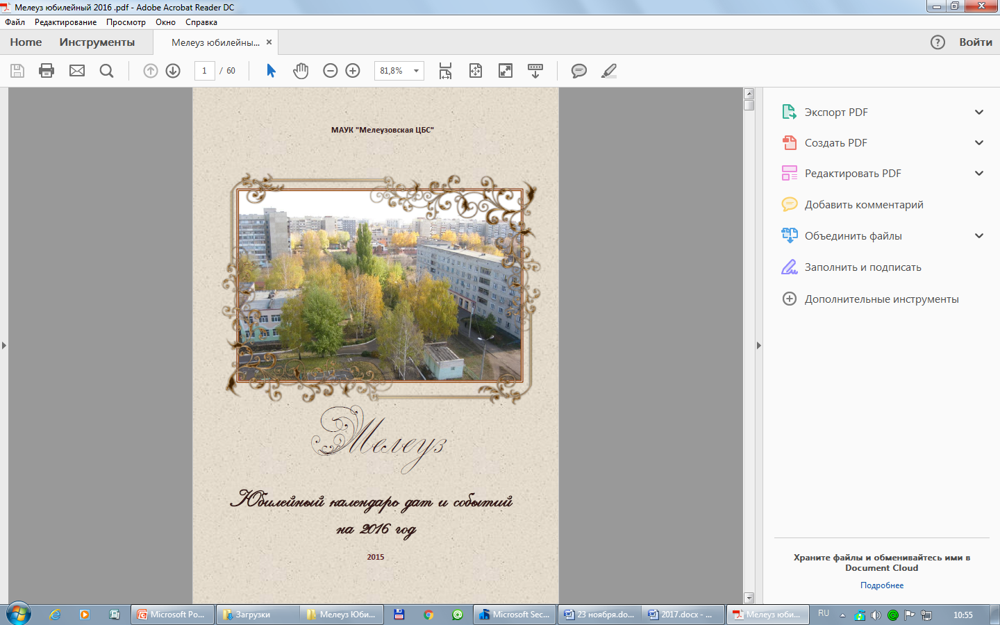 Мелеуз юбилейный 2016 .pdf - Adobe Acrobat Reader DC
Файл Редактирование Просмотр Окно Справка
Home Инструменты Мелеуз юбилейны... × Войти
1 / 60 81,8%
МАУК "Мелеузовская ЦБС"
Мелеуз
Юбилейный календарь дат и событий
на 2016 год
2015
Экспорт PDF
Создать PDF
Редактировать PDF
Добавить комментарий
Объединить файлы
Заполнить и подписать
Дополнительные инструменты
Храните файлы и обменивайтесь ими в
Document Cloud
Подробнее
Microsoft Po... Загрузки Мелеуз Юби... Microsoft Sec... 23 ноября.do... 2017.docx - ... Мелеуз юби... RU 10:55